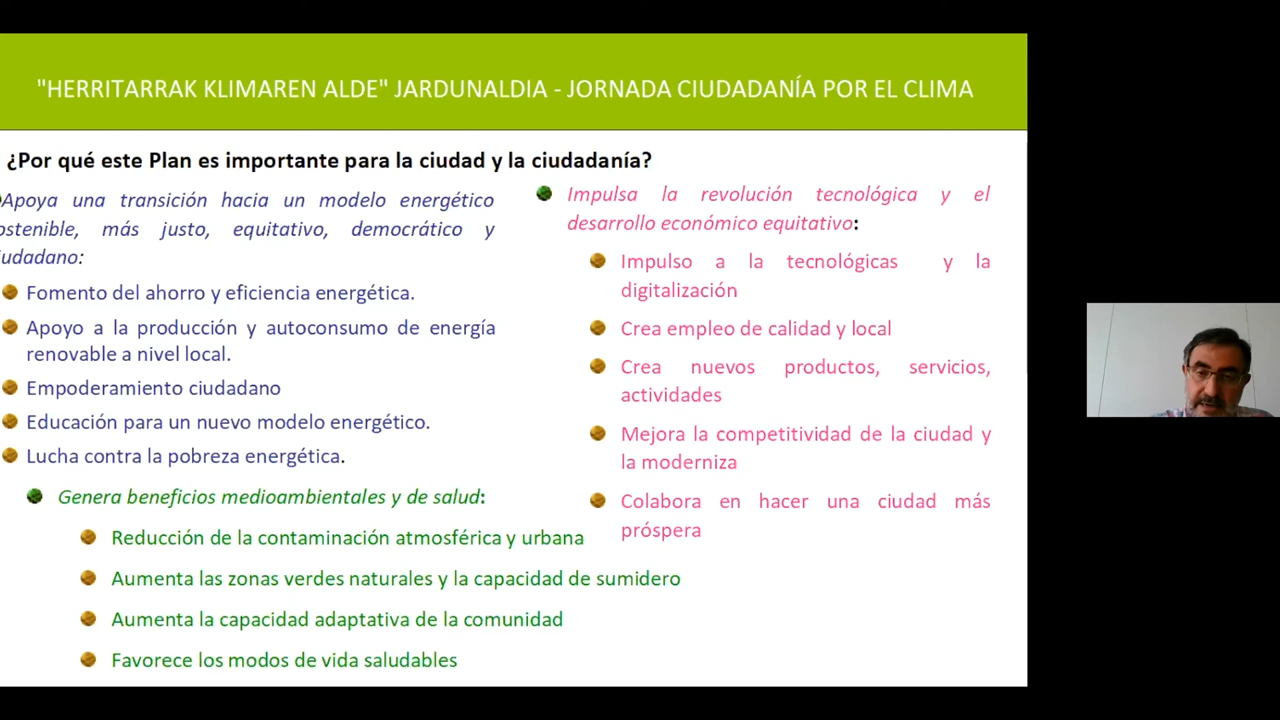 "HERRITARRAK KLIMAREN ALDE" JARDUNALDIA - JORNADA CIUDADANÍA POR EL CLIMA
¿Por qué este Plan es importante para la ciudad y la ciudadanía?
Apoya una transición hacia un modelo energético
ostenible, más justo, equitativo, democrático y
iudadano:
Fomento del ahorro y eficiencia energética.
Apoyo a la producción y autoconsumo de energía
renovable a nivel local.
Empoderamiento ciudadano
Educación para un nuevo modelo energético.
Lucha contra la pobreza energética.
Genera beneficios medioambientales y de salud:
Reducción de la contaminación atmosférica y urbana
Aumenta las zonas verdes naturales y la capacidad de sumidero
Aumenta la capacidad adaptativa de la comunidad
Favorece los modos de vida saludables
Impulsa la revolución tecnológica y el
desarrollo económico equitativo:
Impulso a la tecnológicas y la
digitalización
Crea empleo de calidad y local
Crea nuevos productos, servicios,
actividades
Mejora la competitividad de la ciudad y
la moderniza
Colabora en hacer una ciudad más
próspera